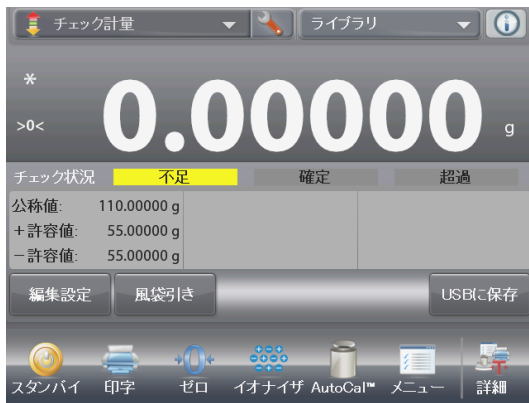 チェック計量 ライブラリ
*
>0<
0.00000 g
チェック状況 不足 確定 超過
公称値: 110.00000 g
+許容値: 55.00000 g
-許容値: 55.00000 g
編集設定 風袋引き USBに保存
スタンバイ 印字 ゼロ イオナイザ AutoCal™ メニュー 詳細